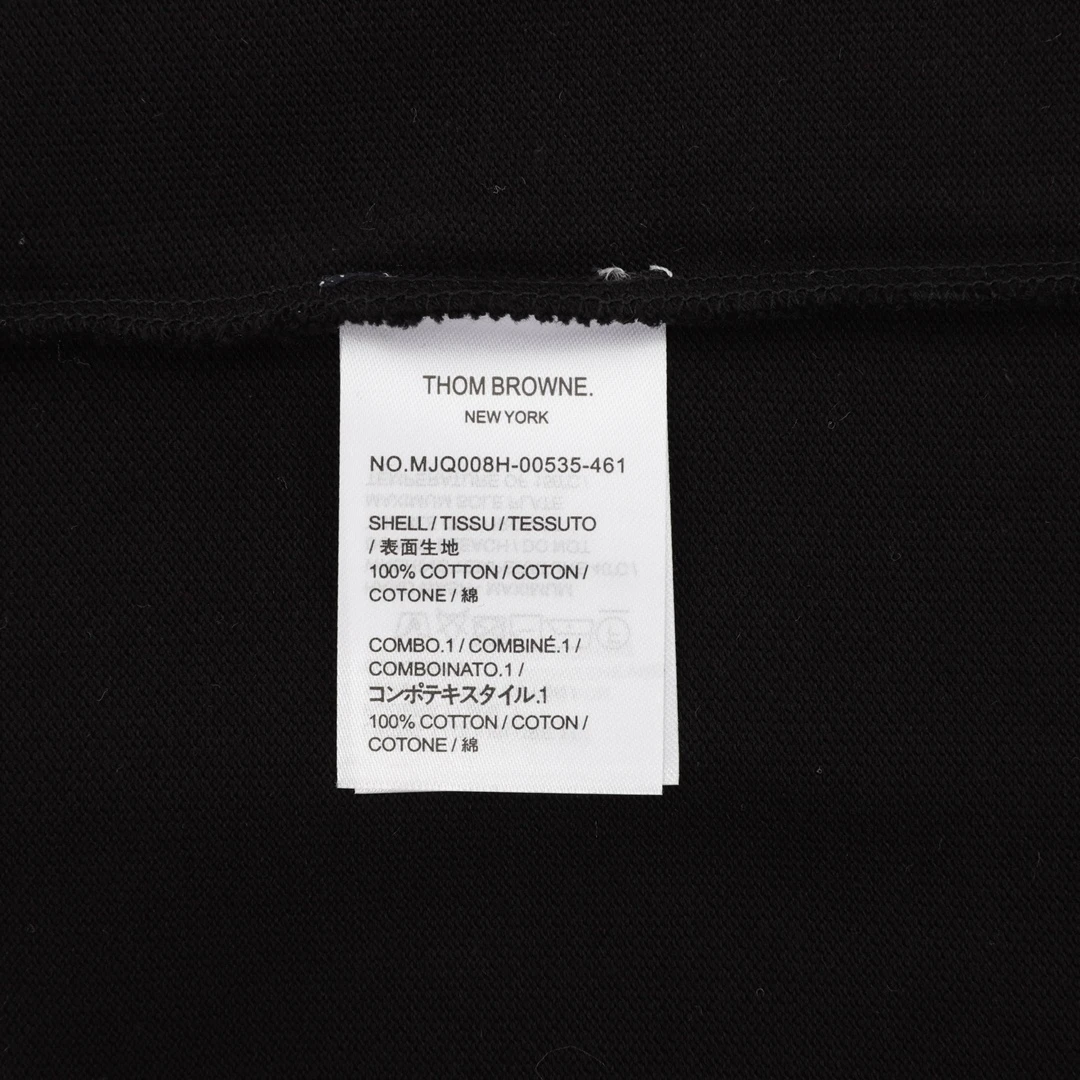 THOM BROWNE.
NEW YORK
NO.MJQ008H-00535-461
SHELL / TISSU / TESSUTO
/ 表面生地
100% COTTON / COTON /
COTONE / 綿
COMBO.1 / COMBINÉ.1 /
COMBOINATO.1 /
コンポテキスタイル.1
100% COTTON / COTON /
COTONE / 綿